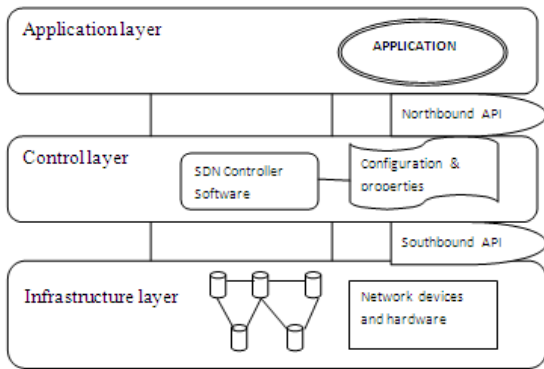 Application layer
APPLICATION
Northbound API
Control layer
SDN Controller
Software
Configuration &
properties
Southbound API
Infrastructure layer
Network devices
and hardware